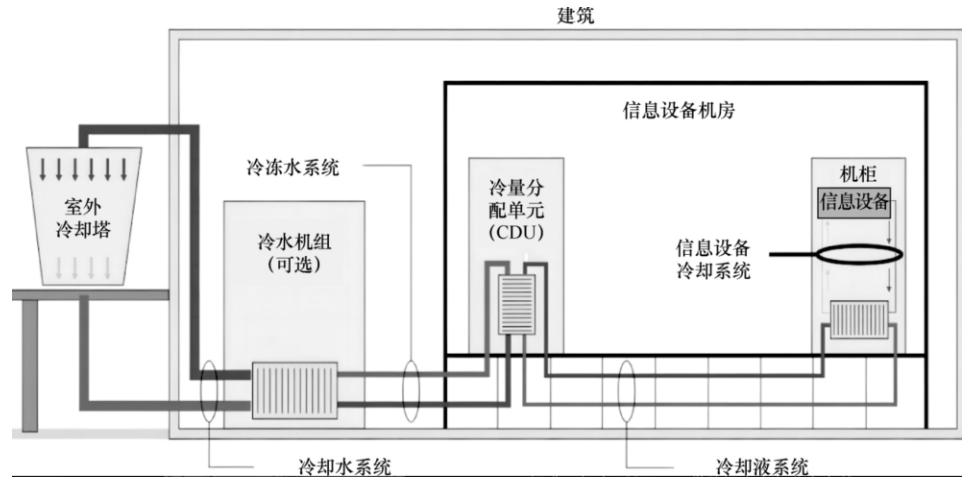 建筑
信息设备机房
冷冻水系统
冷量分
配单元
(CDU)
机柜
信息设备
室外
冷却塔
冷水机组
(可选)
信息设备
冷却系统
冷却水系统
冷却液系统